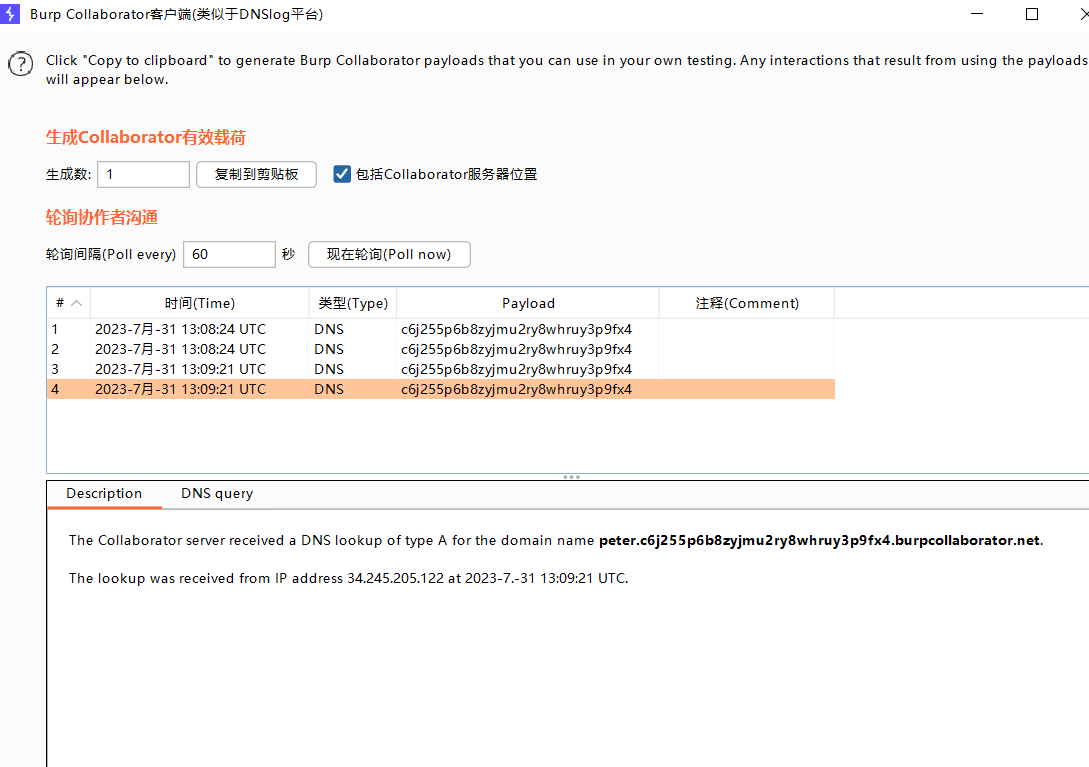 Burp Collaborator客户端(类似于DNSlog平台)
Click "Copy to clipboard" to generate Burp Collaborator payloads that you can use in your own testing. Any interactions that result from using the payloads
will appear below.
生成Collaborator有效载荷
生成数: 1 复制到剪贴板 包括Collaborator服务器位置
轮询协作者沟通
轮询间隔(Poll every) 60 秒 现在轮询(Poll now)
# 时间(Time) 类型(Type) Payload 注释(Comment)
1 2023-7月-31 13:08:24 UTC DNS c6j255p6b8zyjmu2ry8whruy3p9fx4
2 2023-7月-31 13:08:24 UTC DNS c6j255p6b8zyjmu2ry8whruy3p9fx4
3 2023-7月-31 13:09:21 UTC DNS c6j255p6b8zyjmu2ry8whruy3p9fx4
4 2023-7月-31 13:09:21 UTC DNS c6j255p6b8zyjmu2ry8whruy3p9fx4
Description DNS query
The Collaborator server received a DNS lookup of type A for the domain name peter.c6j255p6b8zyjmu2ry8whruy3p9fx4.burpcollaborator.net.
The lookup was received from IP address 34.245.205.122 at 2023-7.-31 13:09:21 UTC.